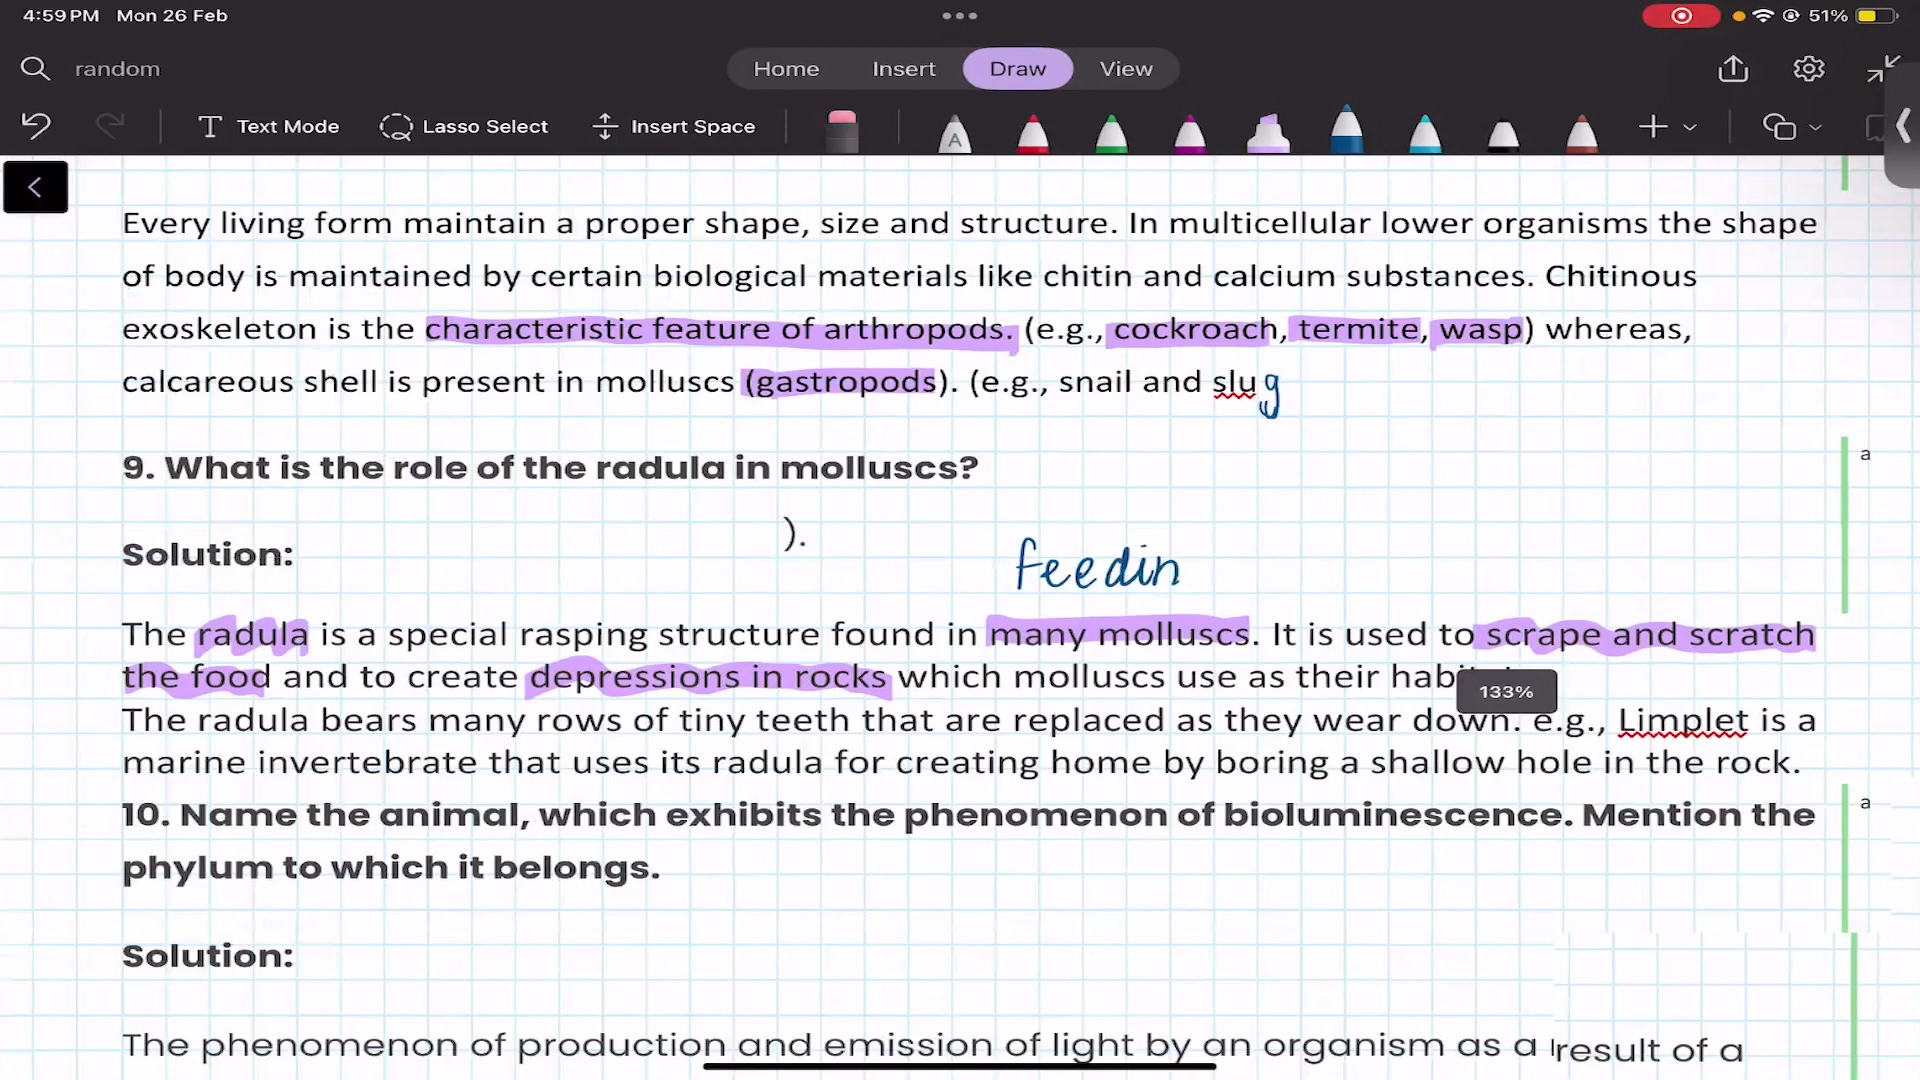 4:59 PM Mon 26 Feb
51%
random
Home Insert Draw View
Text Mode Lasso Select Insert Space
A
Every living form maintain a proper shape, size and structure. In multicellular lower organisms the shape
of body is maintained by certain biological materials like chitin and calcium substances. Chitinous
exoskeleton is the characteristic feature of arthropods. (e.g., cockroach, termite, wasp) whereas,
calcareous shell is present in molluscs (gastropods). (e.g., snail and slug
9. What is the role of the radula in molluscs?
a
).
Solution:
feedin
The radula is a special rasping structure found in many molluscs. It is used to scrape and scratch
the food and to create depressions in rocks which molluscs use as their
133%
The radula bears many rows of tiny teeth that are replaced as they wear down. e.g., Limplet is a
marine invertebrate that uses its radula for creating home by boring a shallow hole in the rock.
10. Name the animal, which exhibits the phenomenon of bioluminescence. Mention the
a
phylum to which it belongs.
Solution:
The phenomenon of production and emission of light by an organism as a result of a